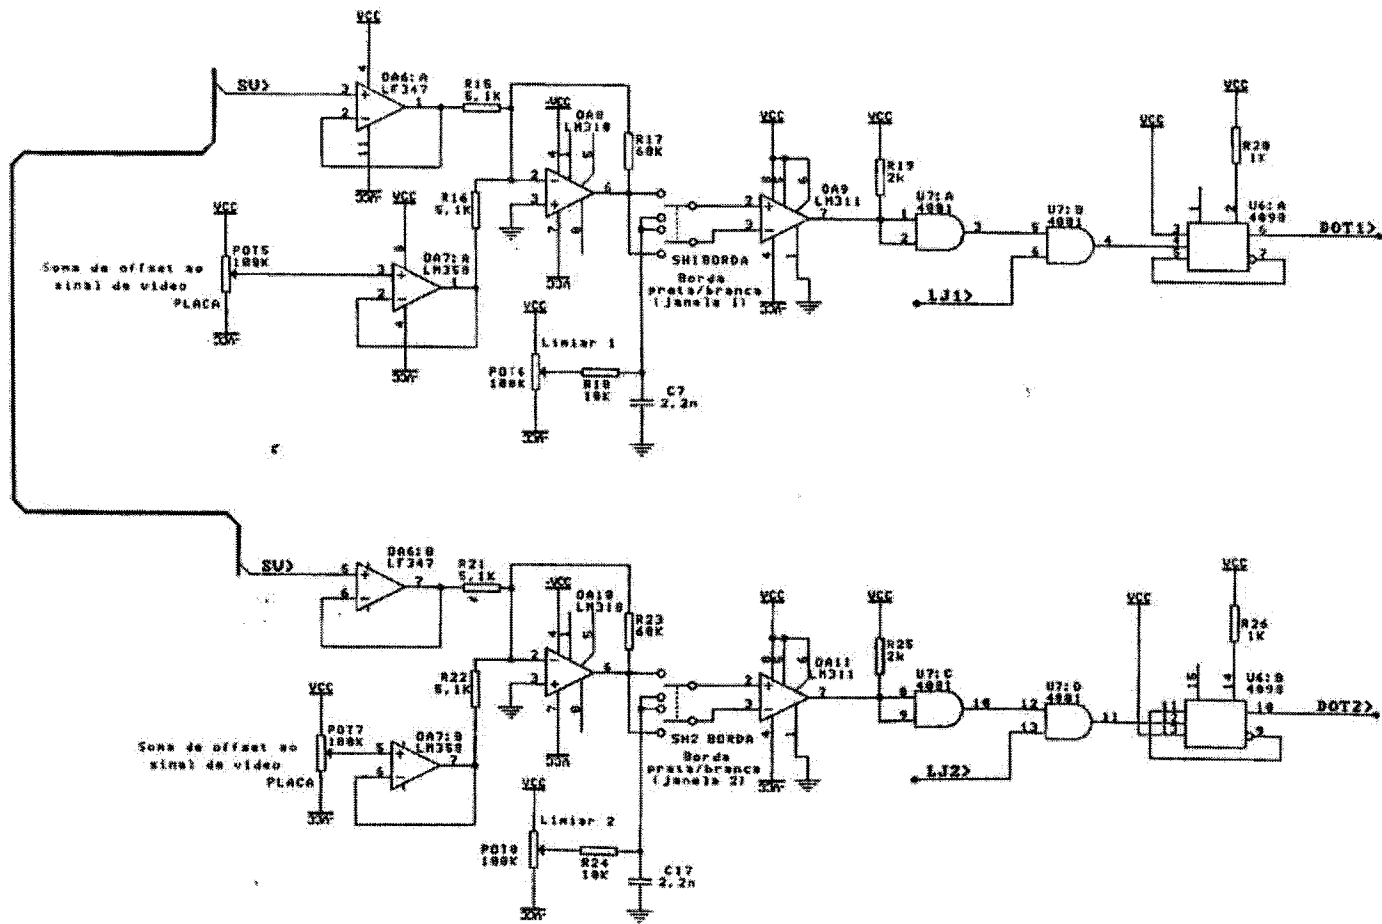 VCC
SV>
OA6:A
LF347
R15
5,1K
-VCC
OA8
LM318
R17
68K
VCC
OA9
LM311
VCC
R19
2k
U7:A
4081
U7:B
4081
VCC
VCC
R20
1K
U6:A
4098
DOT1>
VCC
POT5
100K
Soma de offset ao
sinal de video
PLACA
VCC
OA7:A
LM358
R16
5,1K
SW1 BORDA
Borda
preta/branca
(janela 1)
LJ1>
VCC
Limiar 1
POT6
100K
R18
10K
C7
2,2n
SV>
OA6:B
LF347
R21
5,1K
-VCC
OA10
LM318
R23
68K
VCC
OA11
LM311
VCC
R25
2k
U7:C
4081
U7:D
4081
VCC
VCC
R26
1K
U6:B
4098
DOT2>
VCC
POT7
100K
Soma de offset ao
sinal de video
PLACA
OA7:B
LM358
R22
5,1K
SW2 BORDA
Borda
preta/branca
(janela 2)
LJ2>
VCC
Limiar 2
POT8
100K
R24
10K
C17
2,2n